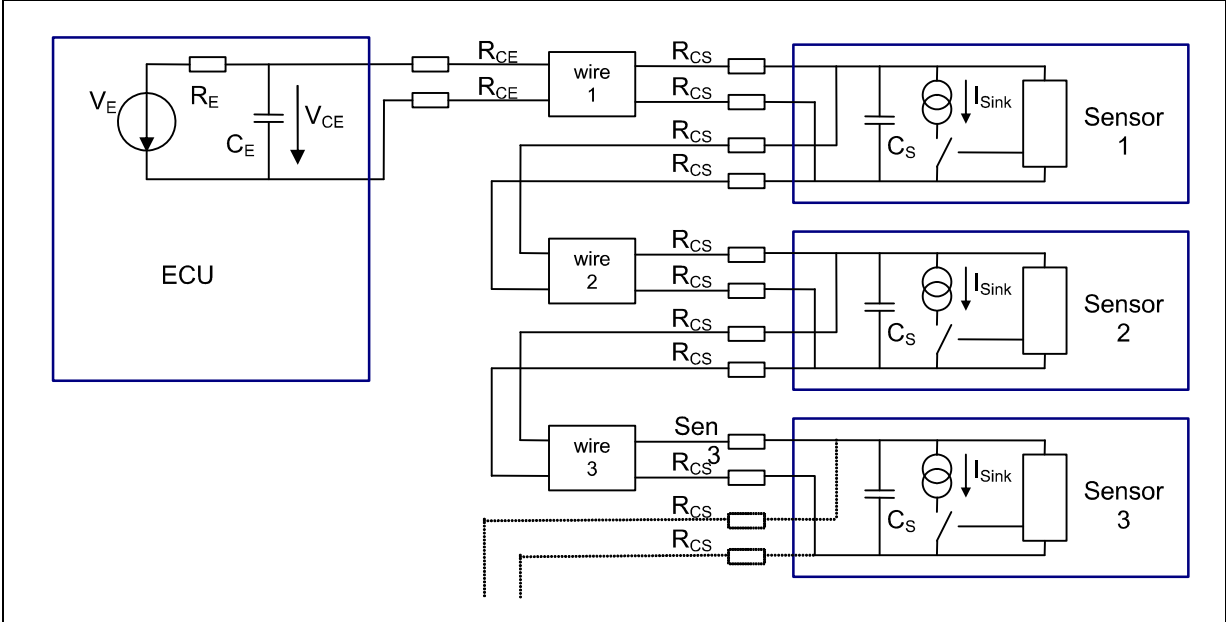 R_CE
wire
1
R_CS
V_E
R_E
R_CE
R_CS
I_Sink
Sensor
1
V_CE
C_E
R_CS
C_S
R_CS
ECU
wire
2
R_CS
R_CS
I_Sink
Sensor
2
R_CS
C_S
R_CS
wire
3
Sen
3
R_CS
I_Sink
Sensor
3
R_CS
C_S
R_CS